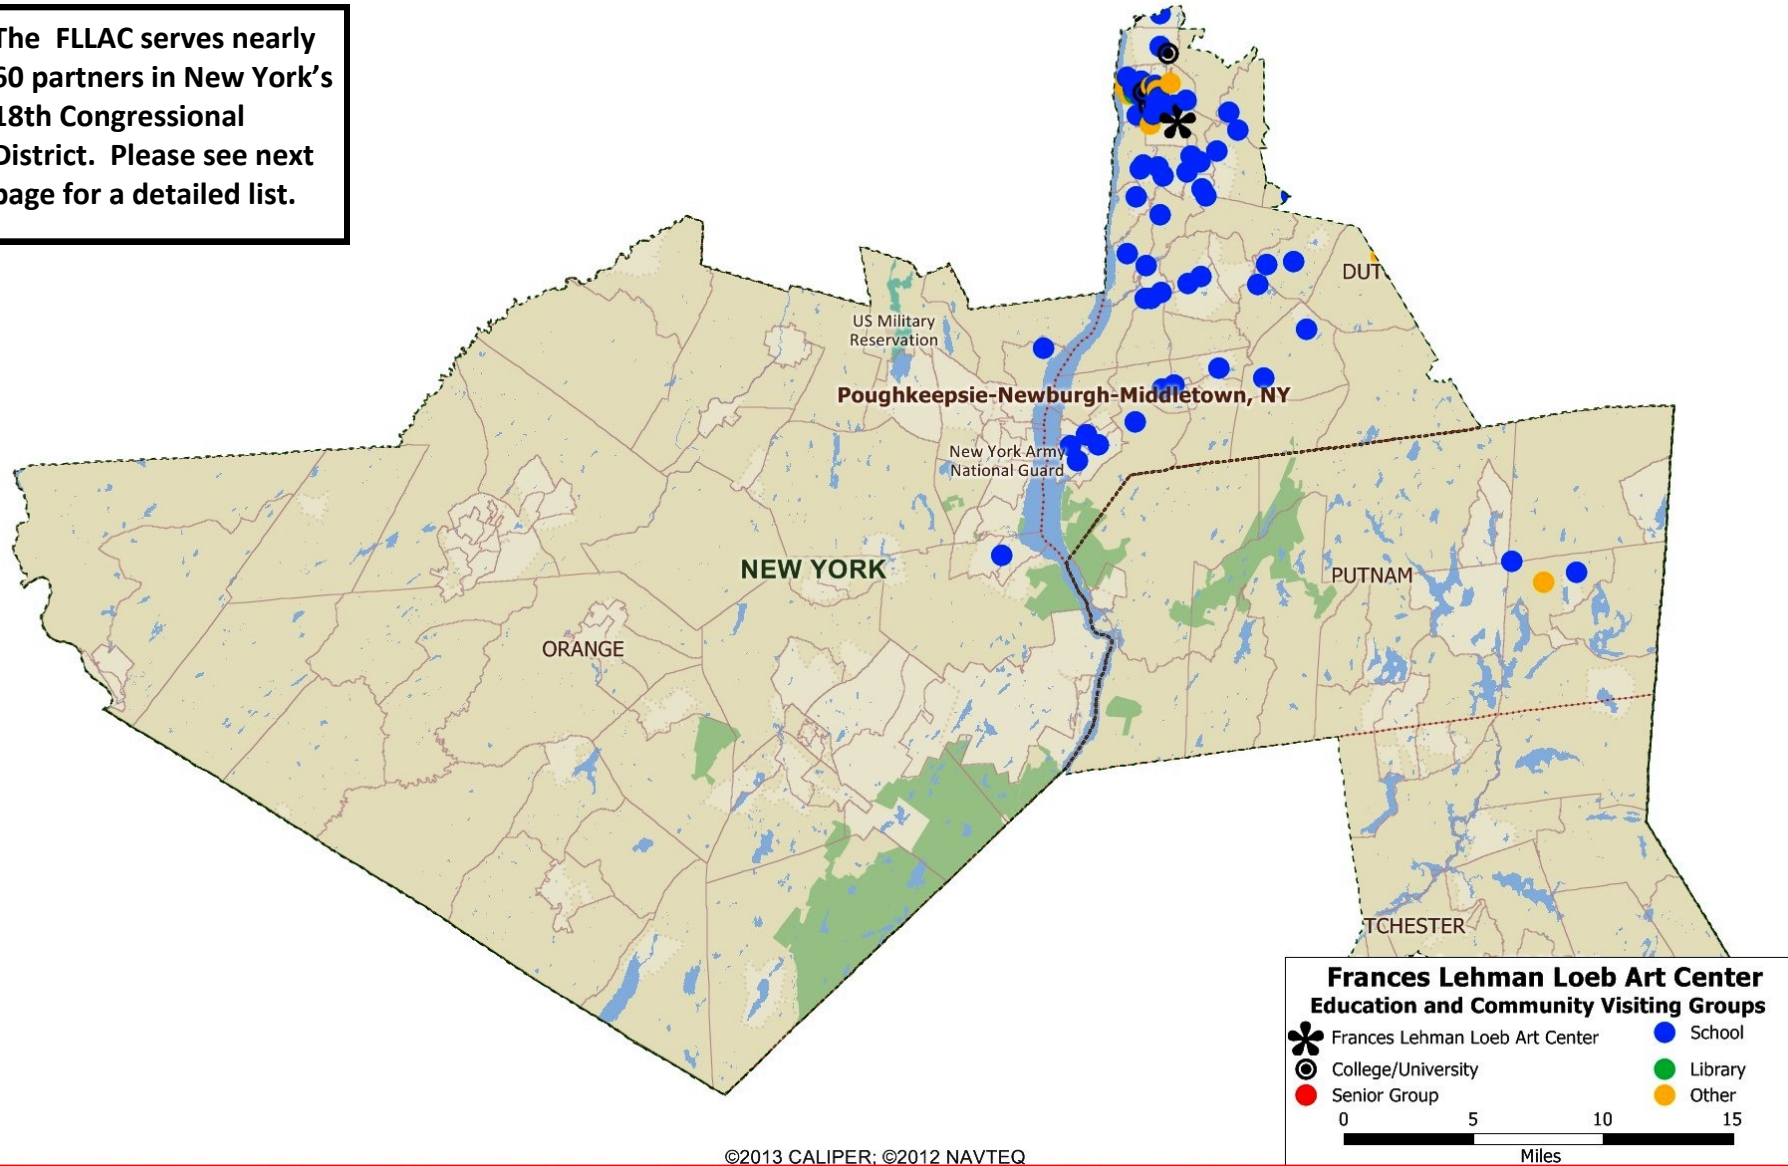 The FLLAC serves nearly
60 partners in New York's
18th Congressional
District. Please see next
page for a detailed list.
DUT
US Military
Reservation
Poughkeepsie-Newburgh-Middletown, NY
New York Army
National Guard
NEW YORK
PUTNAM
ORANGE
TCHESTER
Frances Lehman Loeb Art Center
Education and Community Visiting Groups
Frances Lehman Loeb Art Center
School
College/University
Library
Senior Group
Other
0 5 10 15
Miles
©2013 CALIPER; ©2012 NAVTEQ